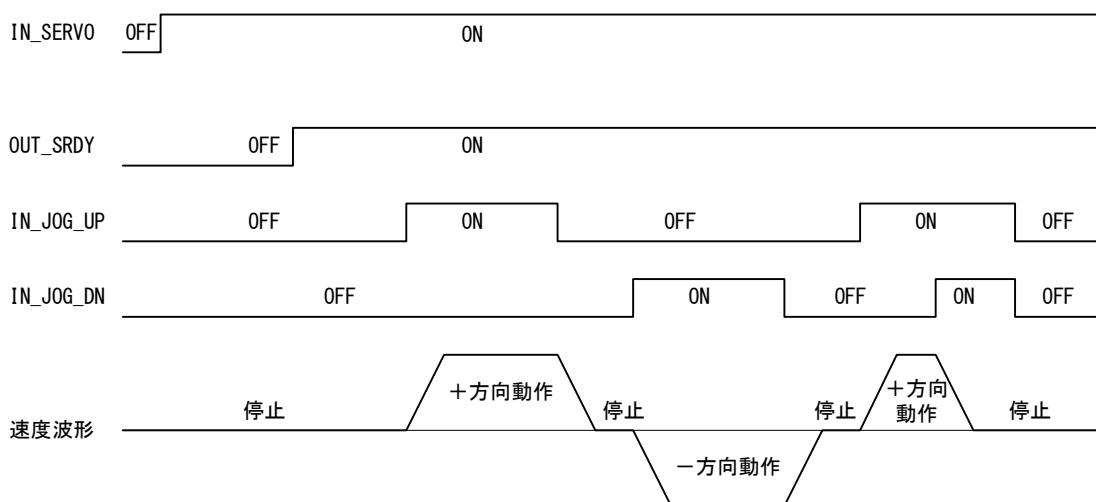 IN_SERVO OFF ON
OUT_SRDY OFF ON
IN_JOG_UP OFF ON OFF ON OFF
IN_JOG_DN OFF ON OFF ON OFF
速度波形 停止 +方向動作 停止 -方向動作 停止 +方向
動作 停止